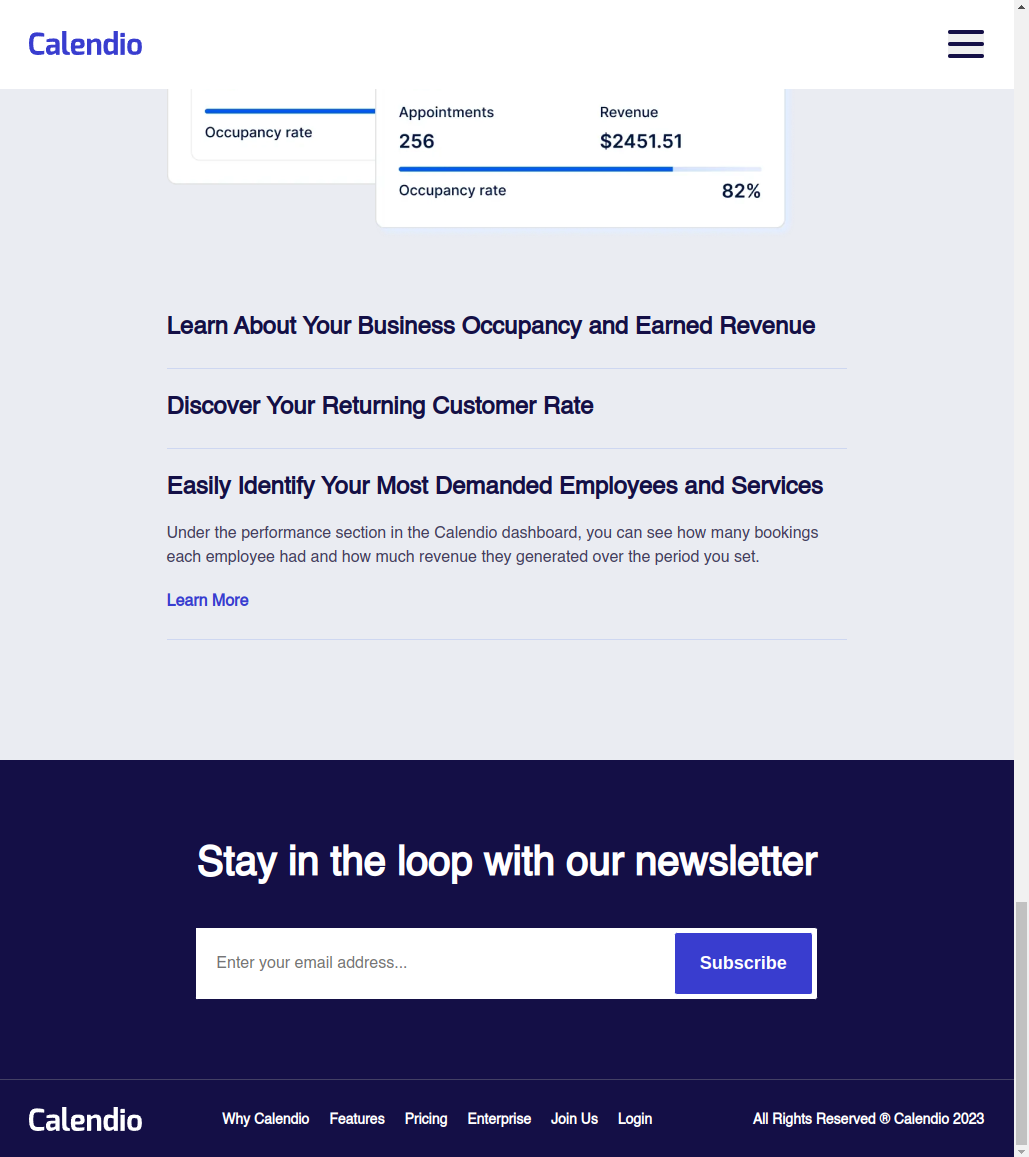 Calendio
Appointments Revenue
Occupancy rate 256 $2451.51
Occupancy rate 82%
Learn About Your Business Occupancy and Earned Revenue
Discover Your Returning Customer Rate
Easily Identify Your Most Demanded Employees and Services
Under the performance section in the Calendio dashboard, you can see how many bookings
each employee had and how much revenue they generated over the period you set.
Learn More
Stay in the loop with our newsletter
Enter your email address... Subscribe
Calendio Why Calendio Features Pricing Enterprise Join Us Login All Rights Reserved ® Calendio 2023